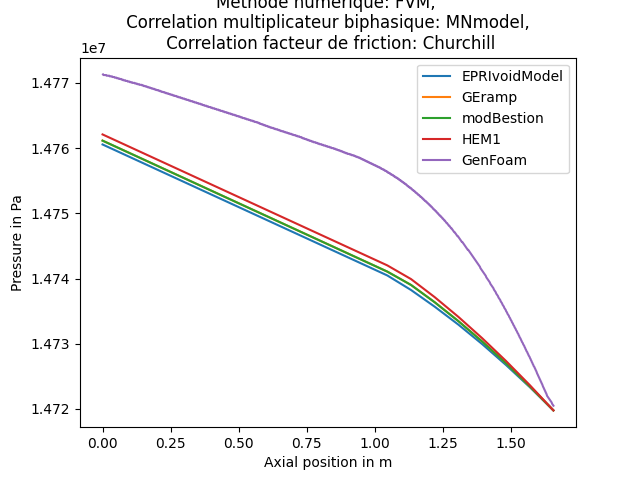 Méthode numérique: FVM,
Correlation multiplicateur biphasique: MNmodel,
Correlation facteur de friction: Churchill
1e7
1.477
1.476
1.475
1.474
1.473
1.472
Pressure in Pa
EPRIvoidModel
GEramp
modBestion
HEM1
GenFoam
0.00
0.25
0.50
0.75
1.00
1.25
1.50
Axial position in m